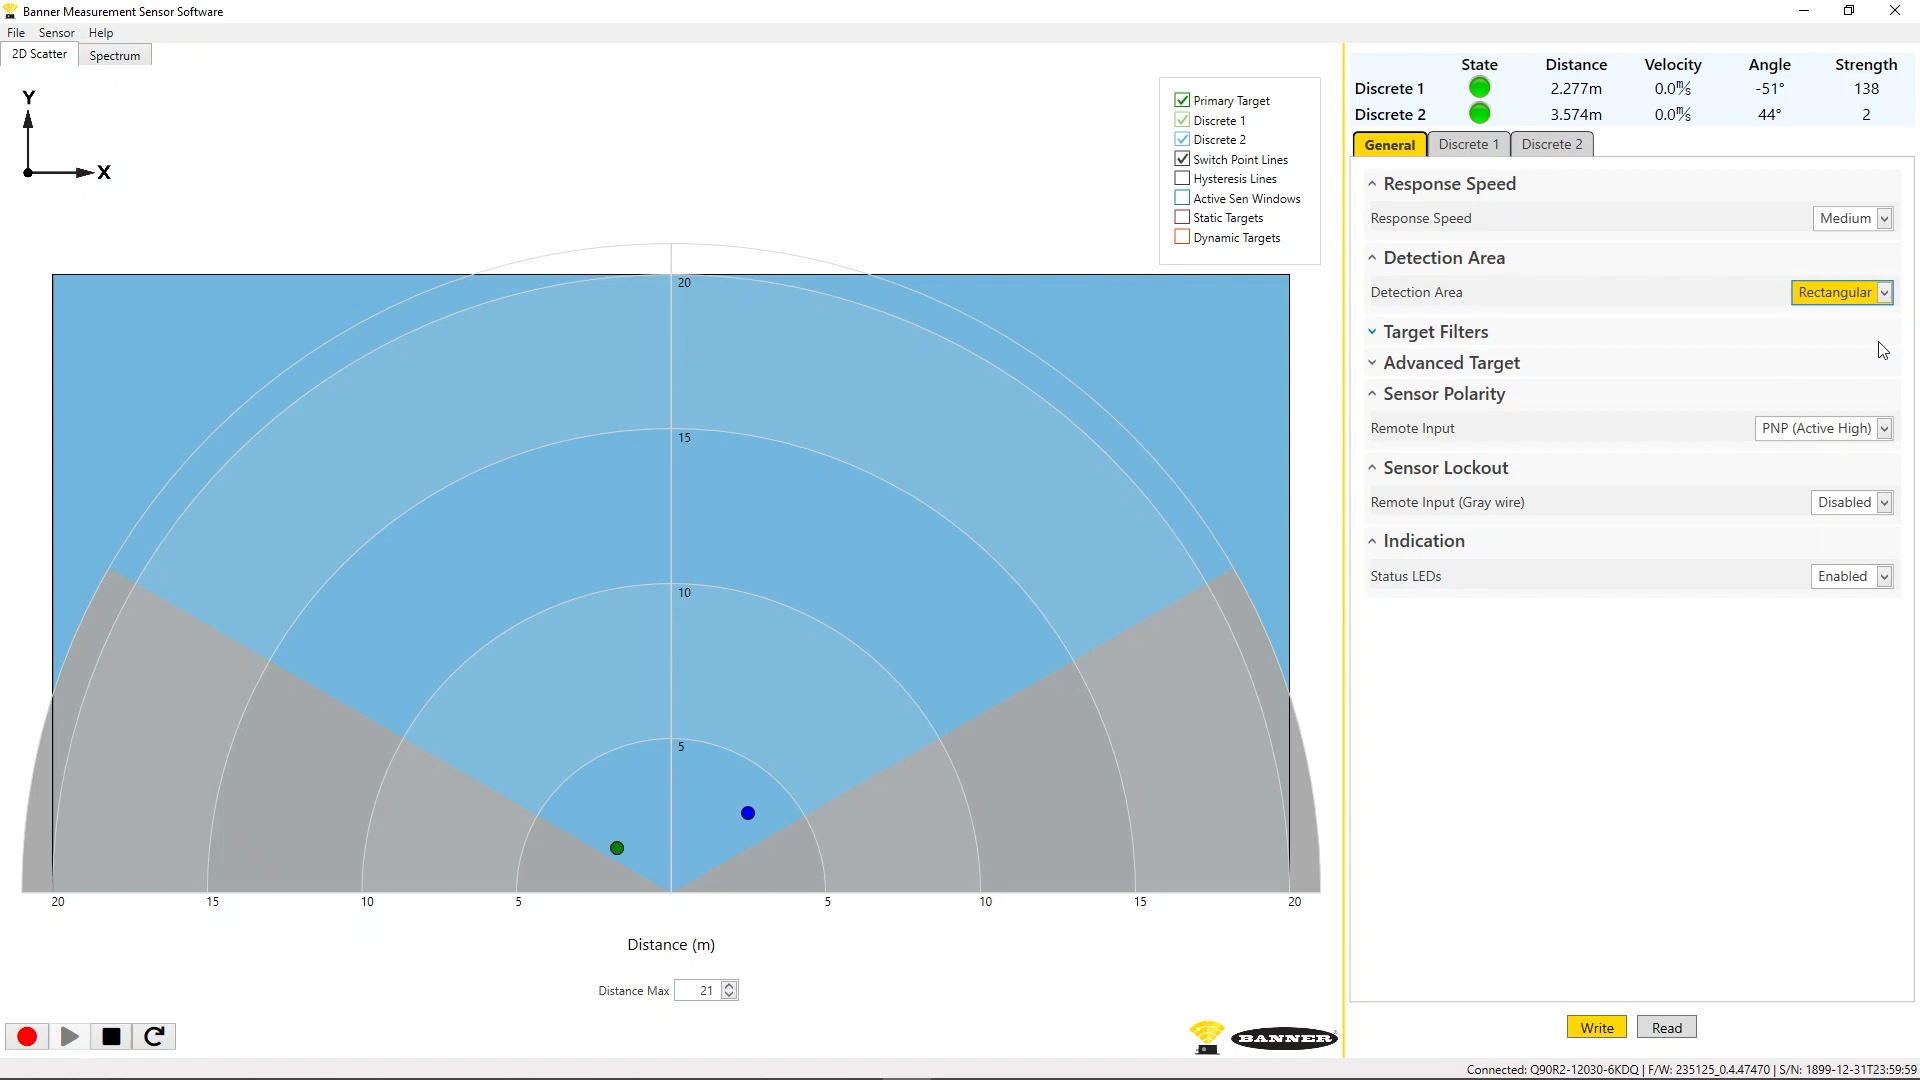 Banner Measurement Sensor Software
File Sensor Help
2D Scatter Spectrum
Y
X
Primary Target
Discrete 1
Discrete 2
Switch Point Lines
Hysteresis Lines
Active Sen Windows
Static Targets
Dynamic Targets
20
15
10
5
20 15 10 5 5 10 15 20
Distance (m)
Distance Max 21
BANNER
State Distance Velocity Angle Strength
Discrete 1 2.277m 0.0m/s -51° 138
Discrete 2 3.574m 0.0m/s 44° 2
General Discrete 1 Discrete 2
Response Speed
Response Speed Medium
Detection Area
Detection Area Rectangular
Target Filters
Advanced Target
Sensor Polarity
Remote Input PNP (Active High)
Sensor Lockout
Remote Input (Gray wire) Disabled
Indication
Status LEDs Enabled
Write Read
Connected: Q90R2-12030-6KDQ | F/W: 235125_0.4.47470 | S/N: 1899-12-31T23:59:59